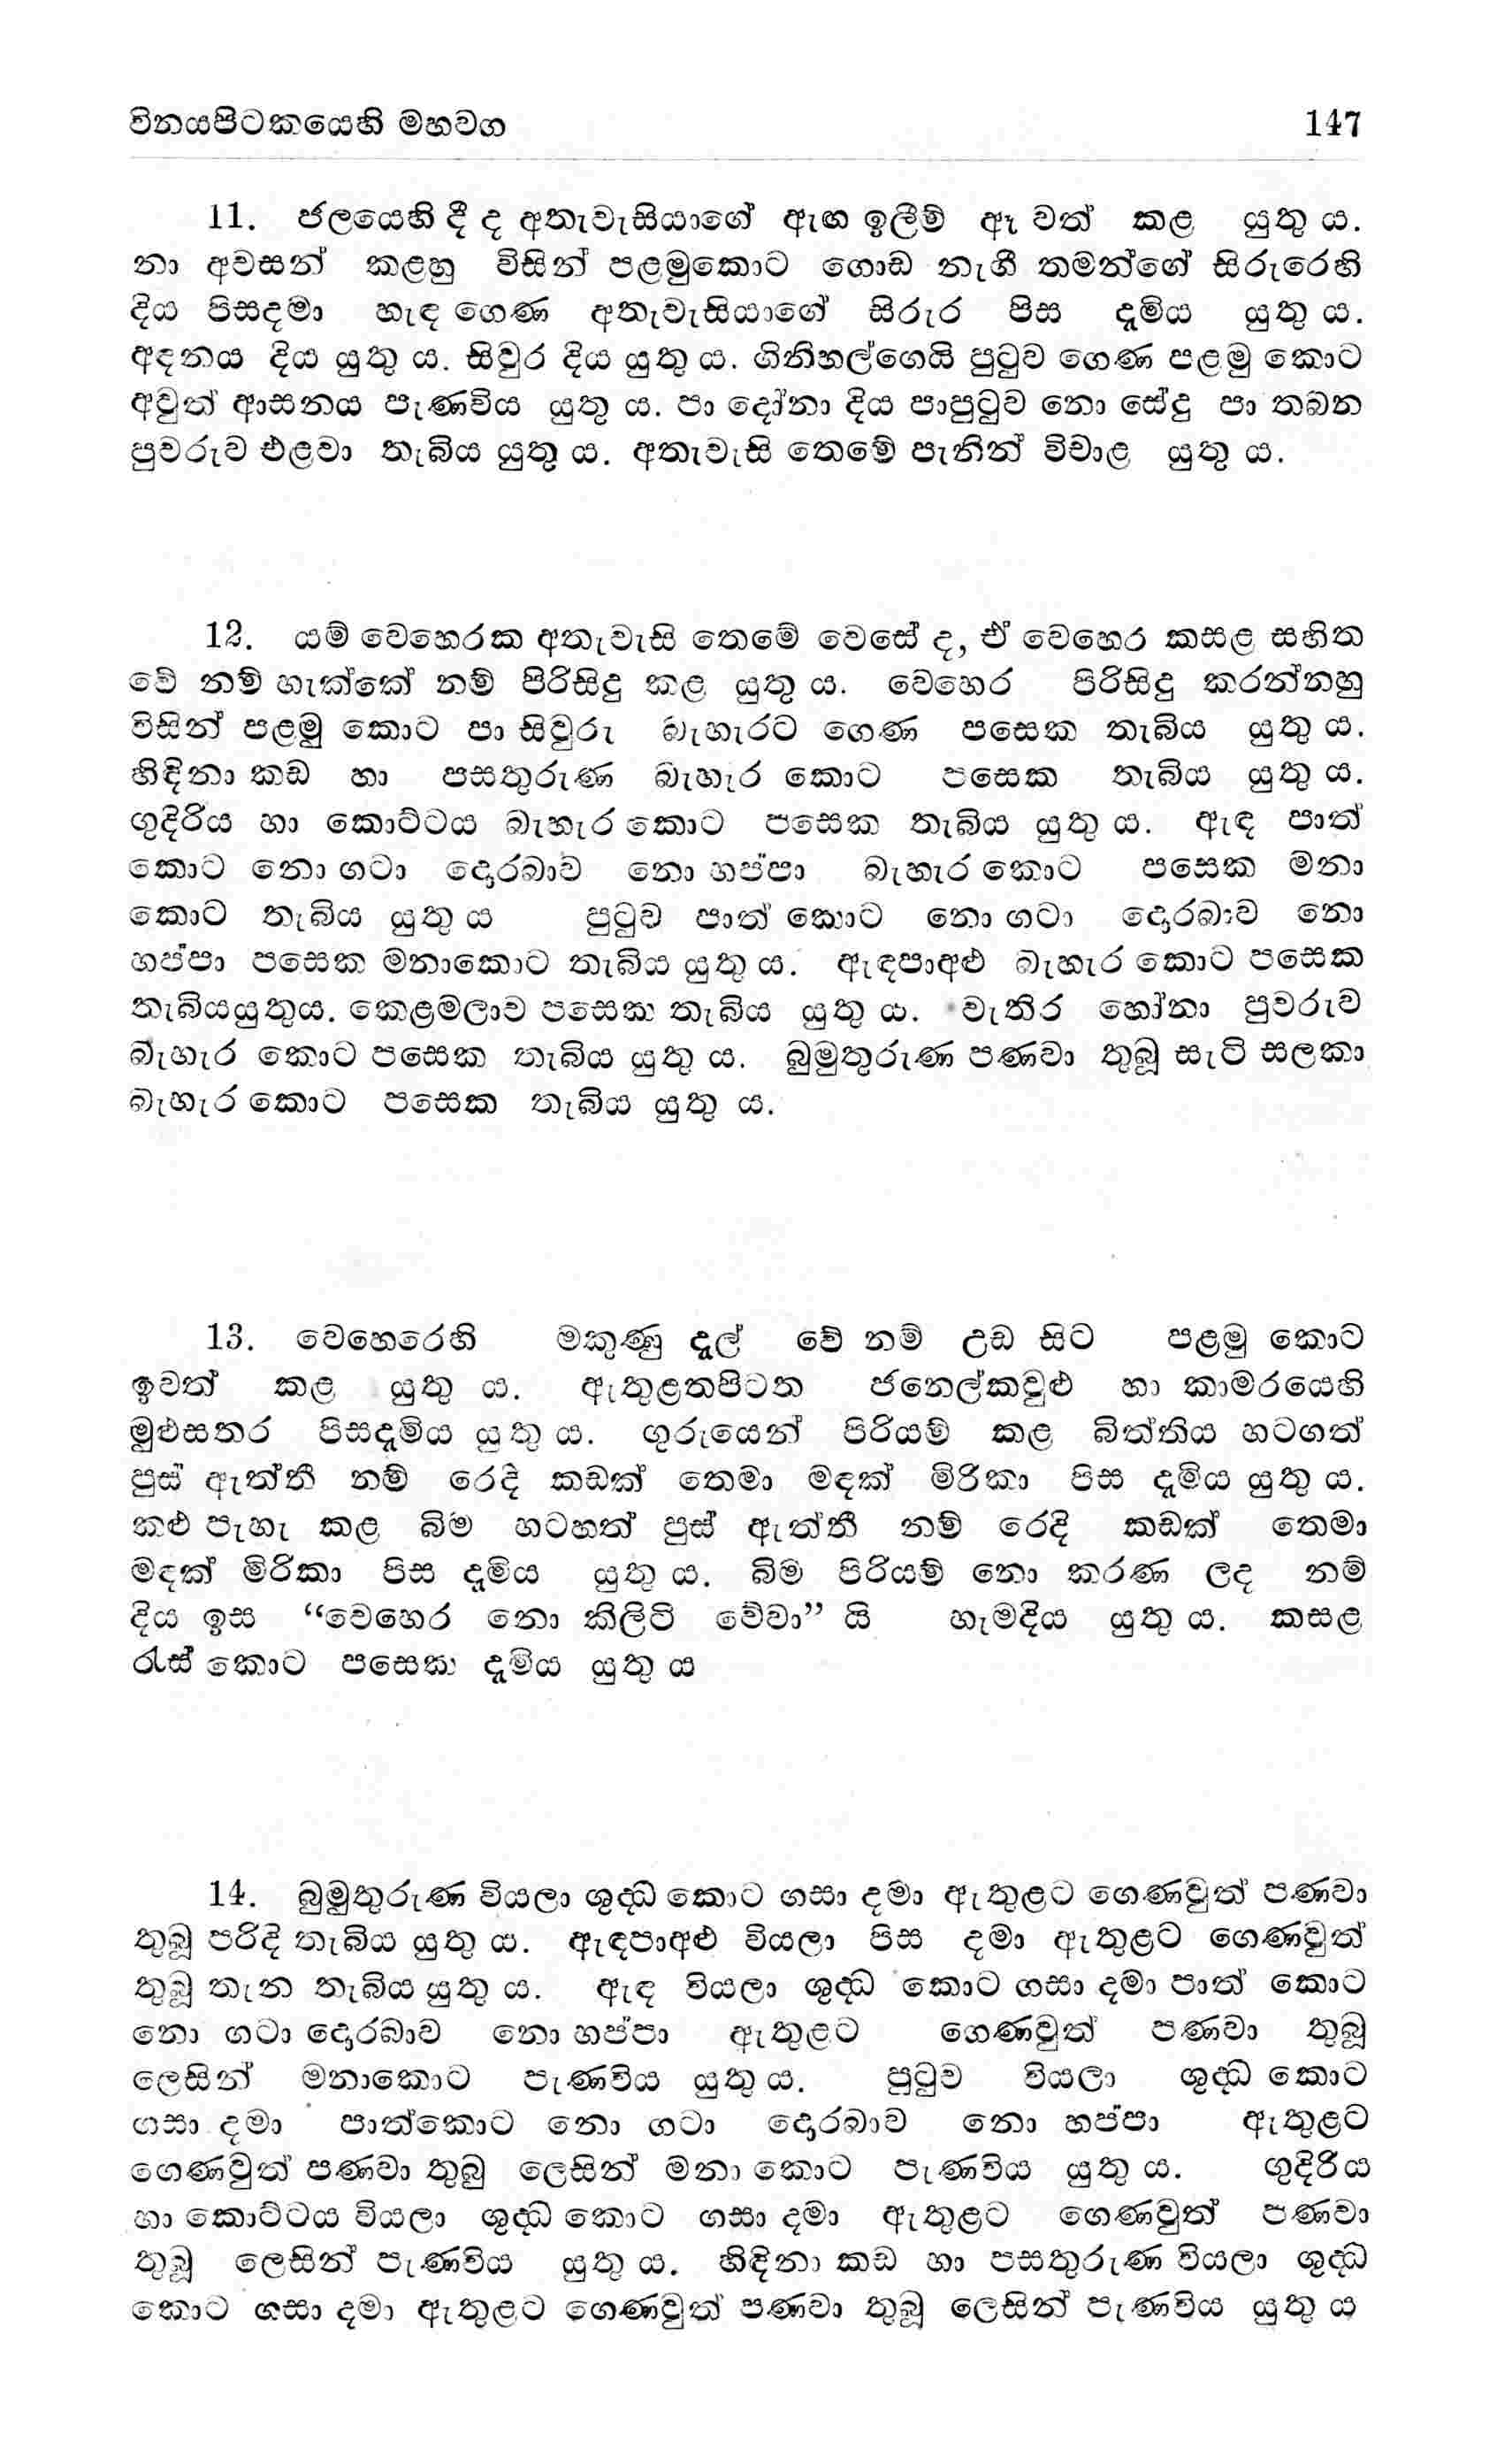 විනයපිටකයෙහි මහවග 147
11. ජලයෙහි දී ද අතැවැසියාගේ ඇඟ ඉලීම් ඈ වත් කළ යුතු ය.
නා අවසන් කළහු විසින් පළමුකොට ගොඩ නැගී තමන්ගේ සිරුරෙහි
දිය පිසදමා හැඳ ගෙණ අතැවැසියාගේ සිරුර පිස දැමිය යුතු ය.
අඳනය දිය යුතු ය. සිවුර දිය යුතු ය. ගිනිහල්ගෙයි පුටුව ගෙණ පළමු කොට
අවුත් ආසනය පැණවිය යුතු ය. පා දෝනා දිය පාපුටුව නො සේදූ පා තබන
පුවරුව එළවා තැබිය යුතු ය. අතැවැසි තෙමේ පැනින් විචාළ යුතු ය.
12. යම් වෙහෙරක අතැවැසි තෙමේ වෙසේ ද, ඒ වෙහෙර කසළ සහිත
වේ නම් හැක්කේ නම් පිරිසිදු කළ යුතු ය. වෙහෙර පිරිසිදු කරන්නහු
විසින් පළමු කොට පා සිවුරු බැහැරට ගෙණ පසෙක තැබිය යුතු ය.
හිඳිනා කඩ හා පසතුරුණ බැහැර කොට පසෙක තැබිය යුතු ය.
ගුදිරිය හා කොට්ටය බැහැර කොට පසෙක තැබිය යුතු ය. ඇඳ පාත්
කොට නො ගටා දොරබාව නො හප්පා බැහැර කොට පසෙක මනා
කොට තැබිය යුතු ය පුටුව පාත් කොට නො ගටා දොරබාව නො
හප්පා පසෙක මනාකොට තැබිය යුතු ය. ඇඳපාඅළු බැහැර කොට පසෙක
තැබියයුතුය. කෙළමලාව පසෙක තැබිය යුතු ය. වැතිර හෝනා පුවරුව
බැහැර කොට පසෙක තැබිය යුතු ය. බුමුතුරුණ පණවා තුබූ සැටි සලකා
බැහැර කොට පසෙක තැබිය යුතු ය.
13. වෙහෙරෙහි මකුණු දැල් වේ නම් උඩ සිට පළමු කොට
ඉවත් කළ යුතු ය. ඇතුළතපිටත ජනෙල්කවුළු හා කාමරයෙහි
මුළුසතර පිසදැමිය යුතු ය. ගුරුයෙන් පිරියම් කළ බිත්තිය හටගත්
පුස් ඇත්තී නම් රෙදි කඩක් තෙමා මඳක් මිරිකා පිස දැමිය යුතු ය.
කළු පැහැ කළ බිම හටහත් පුස් ඇත්තී නම් රෙදි කඩක් තෙමා
මඳක් මිරිකා පිස දැමිය යුතු ය. බිම පිරියම් නො කරණ ලද නම්
දිය ඉස “වෙහෙර නො කිලිටි වේවා” යි හැමදිය යුතු ය. කසළ
රැස් කොට පසෙක දැමිය යුතු ය
14. බුමුතුරුණ වියලා ශුද්ධ කොට ගසා දමා ඇතුළට ගෙණවුත් පණවා
තුබූ පරිදි තැබිය යුතු ය. ඇඳපාඅළු වියලා පිස දමා ඇතුළට ගෙණවුත්
තුබූ තැන තැබිය යුතු ය. ඇඳ වියලා ශුද්ධ කොට ගසා දමා පාත් කොට
නො ගටා දොරබාව නො හප්පා ඇතුළට ගෙණවුත් පණවා තුබූ
ලෙසින් මනාකොට පැණවිය යුතු ය. පුටුව වියලා ශුද්ධ කොට
ගසා දමා පාත්කොට නො ගටා දොරබාව නො හප්පා ඇතුළට
ගෙණවුත් පණවා තුබු ලෙසින් මනා කොට පැණවිය යුතු ය. ගුදිරිය
හා කොට්ටය වියලා ශුද්ධ කොට ගසා දමා ඇතුළට ගෙණවුත් පණවා
තුබූ ලෙසින් පැණවිය යුතු ය. හිඳිනා කඩ හා පසතුරුණ වියලා ශුද්ධ
කොට ගසා දමා ඇතුළට ගෙණවුත් පණවා තුබූ ලෙසින් පැණවිය යුතු ය